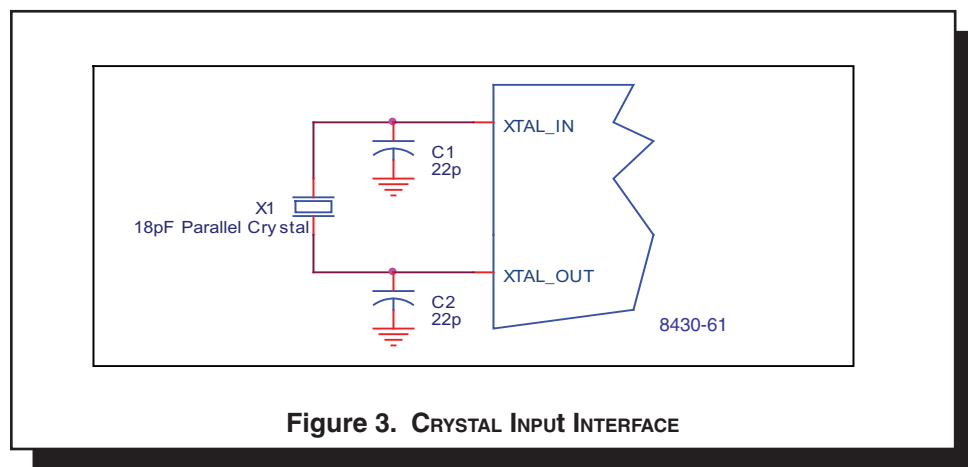 XTAL_IN
C1
22p
X1
18pF Parallel Crystal
XTAL_OUT
C2
22p
8430-61
Figure 3. CRYSTAL INPUT INTERFACE